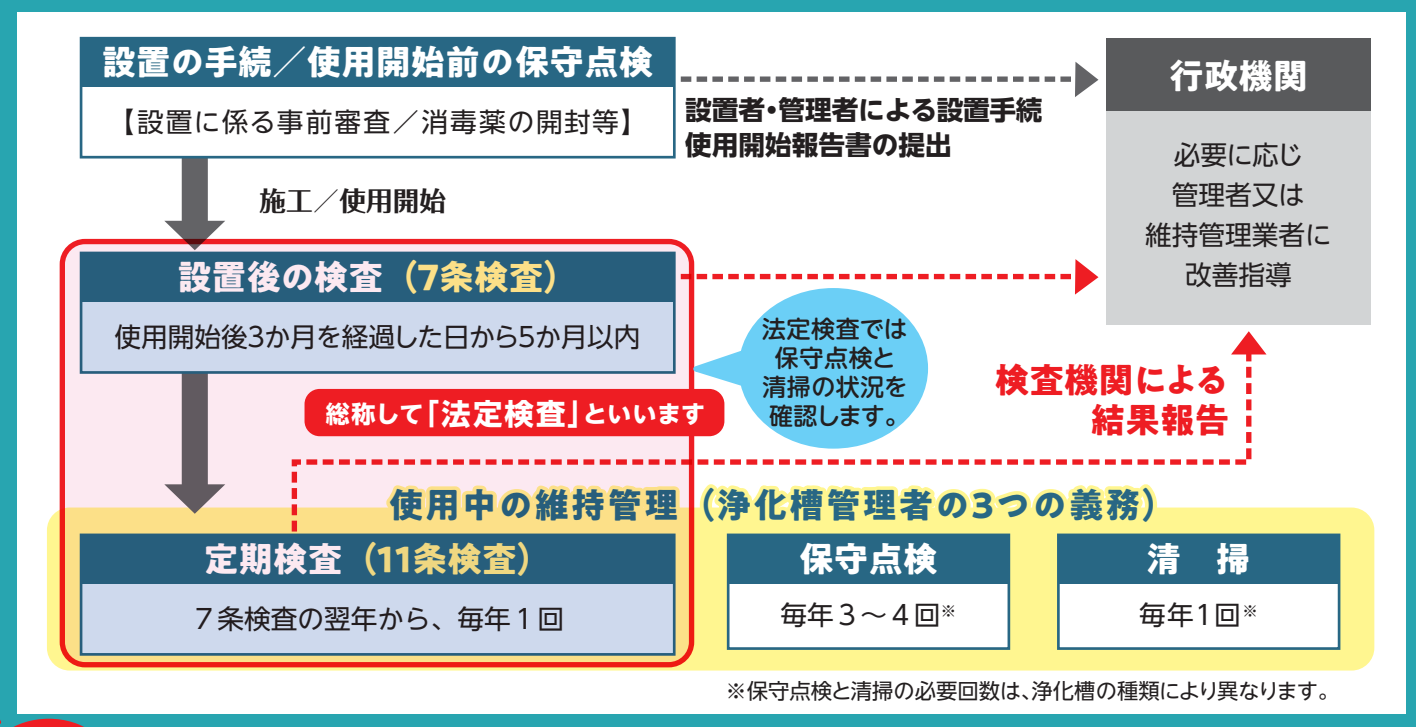 設置の手続／使用開始前の保守点検
【設置に係る事前審査／消毒薬の開封等】
設置者・管理者による設置手続
使用開始報告書の提出
行政機関
必要に応じ
管理者又は
維持管理業者に
改善指導
施工／使用開始
設置後の検査（7条検査）
使用開始後3か月を経過した日から5か月以内
法定検査では
保守点検と
清掃の状況を
確認します。
総称して「法定検査」といいます
検査機関による
結果報告
使用中の維持管理（浄化槽管理者の3つの義務）
定期検査（11条検査）
７条検査の翌年から、毎年１回
保守点検
毎年３～４回※
清　掃
毎年1回※
※保守点検と清掃の必要回数は、浄化槽の種類により異なります。